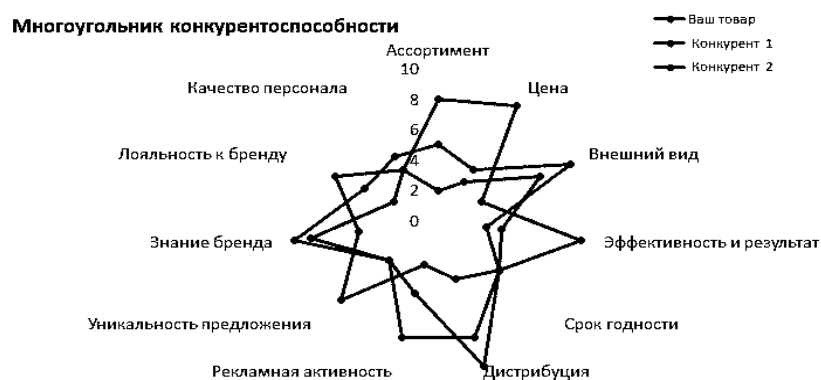 Многоугольник конкурентоспособности
Ваш товар
Конкурент 1
Конкурент 2
Ассортимент
10
8
6
4
2
0
Качество персонала
Цена
Лояльность к бренду
Внешний вид
Знание бренда
Эффективность и результат
Уникальность предложения
Срок годности
Рекламная активность
Дистрибуция